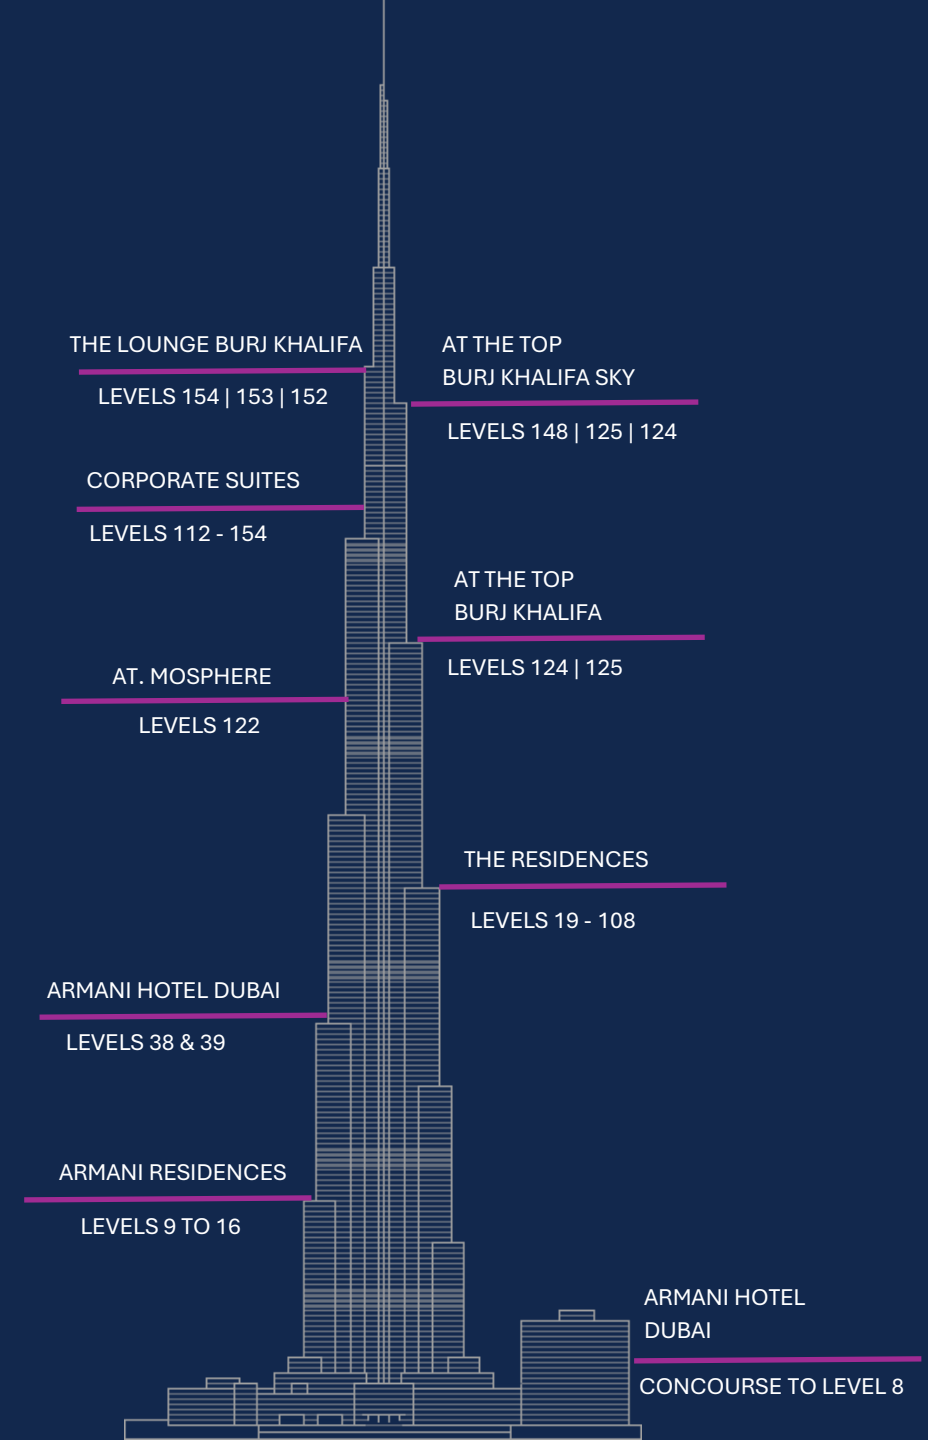 THE LOUNGE BURJ KHALIFA
LEVELS 154 | 153 | 152
AT THE TOP
BURJ KHALIFA SKY
LEVELS 148 | 125 | 124
CORPORATE SUITES
LEVELS 112 - 154
AT THE TOP
BURJ KHALIFA
LEVELS 124 | 125
AT. MOSPHERE
LEVELS 122
THE RESIDENCES
LEVELS 19 - 108
ARMANI HOTEL DUBAI
LEVELS 38 & 39
ARMANI RESIDENCES
LEVELS 9 TO 16
ARMANI HOTEL
DUBAI
CONCOURSE TO LEVEL 8